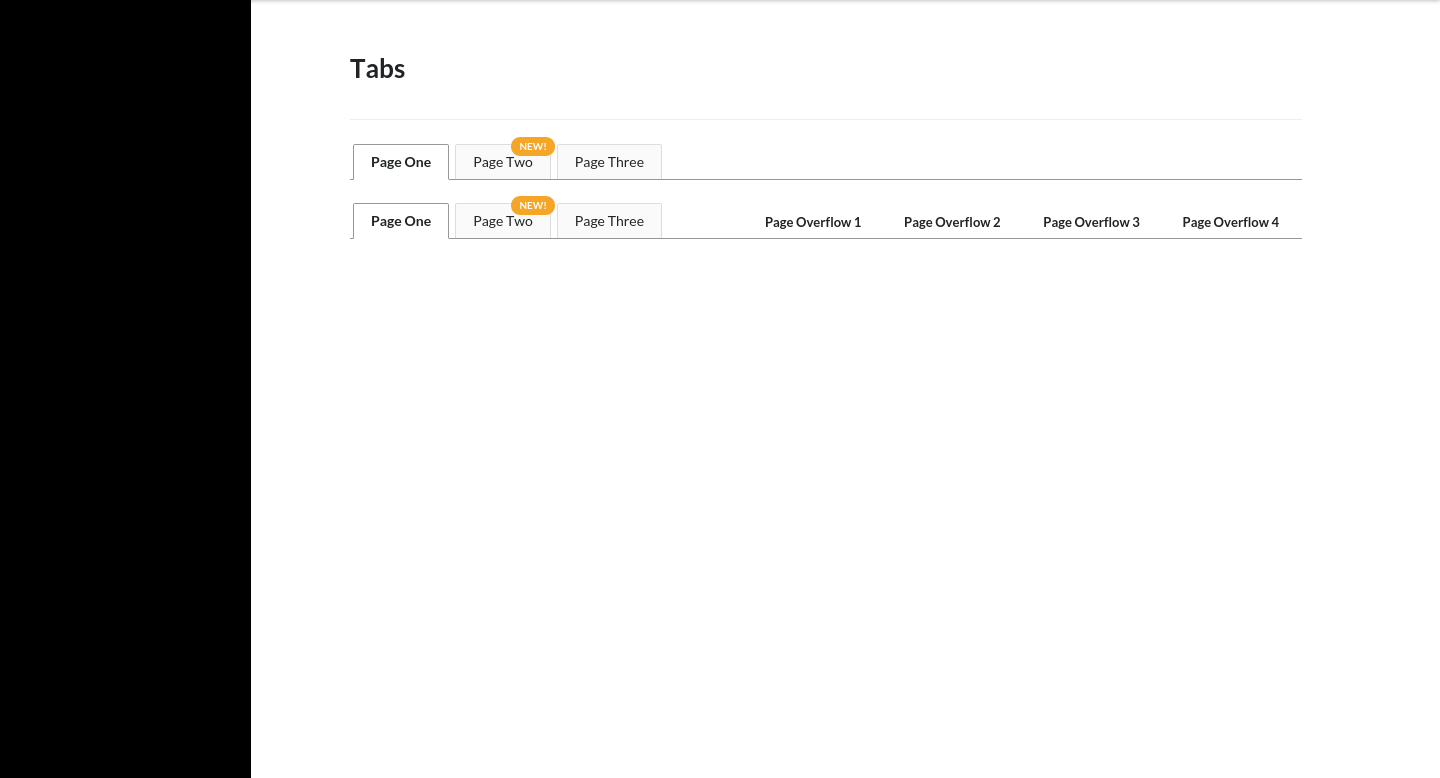 Tabs
NEW!
Page One Page Two Page Three
NEW!
Page One Page Two Page Three Page Overflow 1 Page Overflow 2 Page Overflow 3 Page Overflow 4